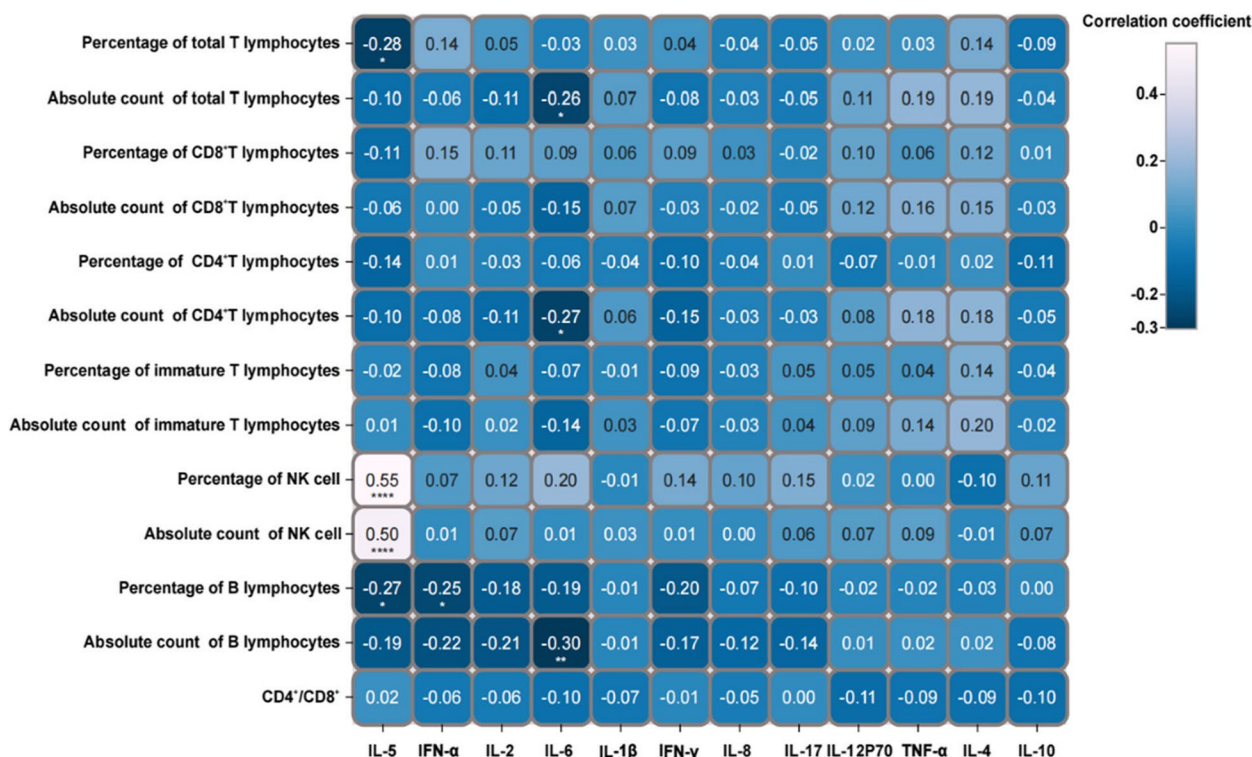 Correlation coefficient
Percentage of total T lymphocytes -0.28 0.14 0.05 -0.03 0.03 0.04 -0.04 -0.05 0.02 0.03 0.14 -0.09
*
Absolute count of total T lymphocytes -0.10 -0.06 -0.11 -0.26 0.07 -0.08 -0.03 -0.05 0.11 0.19 0.19 -0.04
*
Percentage of CD8⁺T lymphocytes -0.11 0.15 0.11 0.09 0.06 0.09 0.03 -0.02 0.10 0.06 0.12 0.01
Absolute count of CD8⁺T lymphocytes -0.06 0.00 -0.05 -0.15 0.07 -0.03 -0.02 -0.05 0.12 0.16 0.15 -0.03
Percentage of CD4⁺T lymphocytes -0.14 0.01 -0.03 -0.06 -0.04 -0.10 -0.04 0.01 -0.07 -0.01 0.02 -0.11
Absolute count of CD4⁺T lymphocytes -0.10 -0.08 -0.11 -0.27 0.06 -0.15 -0.03 -0.03 0.08 0.18 0.18 -0.05
*
Percentage of immature T lymphocytes -0.02 -0.08 0.04 -0.07 -0.01 -0.09 -0.03 0.05 0.05 0.04 0.14 -0.04
Absolute count of immature T lymphocytes 0.01 -0.10 0.02 -0.14 0.03 -0.07 -0.03 0.04 0.09 0.14 0.20 -0.02
Percentage of NK cell 0.55 0.07 0.12 0.20 -0.01 0.14 0.10 0.15 0.02 0.00 -0.10 0.11
****
Absolute count of NK cell 0.50 0.01 0.07 0.01 0.03 0.01 0.00 0.06 0.07 0.09 -0.01 0.07
****
Percentage of B lymphocytes -0.27 -0.25 -0.18 -0.19 -0.01 -0.20 -0.07 -0.10 -0.02 -0.02 -0.03 0.00
* *
Absolute count of B lymphocytes -0.19 -0.22 -0.21 -0.30 -0.01 -0.17 -0.12 -0.14 0.01 0.02 0.02 -0.08
**
CD4⁺/CD8⁺ 0.02 -0.06 -0.06 -0.10 -0.07 -0.01 -0.05 0.00 -0.11 -0.09 -0.09 -0.10
IL-5 IFN-α IL-2 IL-6 IL-1β IFN-γ IL-8 IL-17 IL-12P70 TNF-α IL-4 IL-10
0.4
0.2
0
-0.2
-0.3